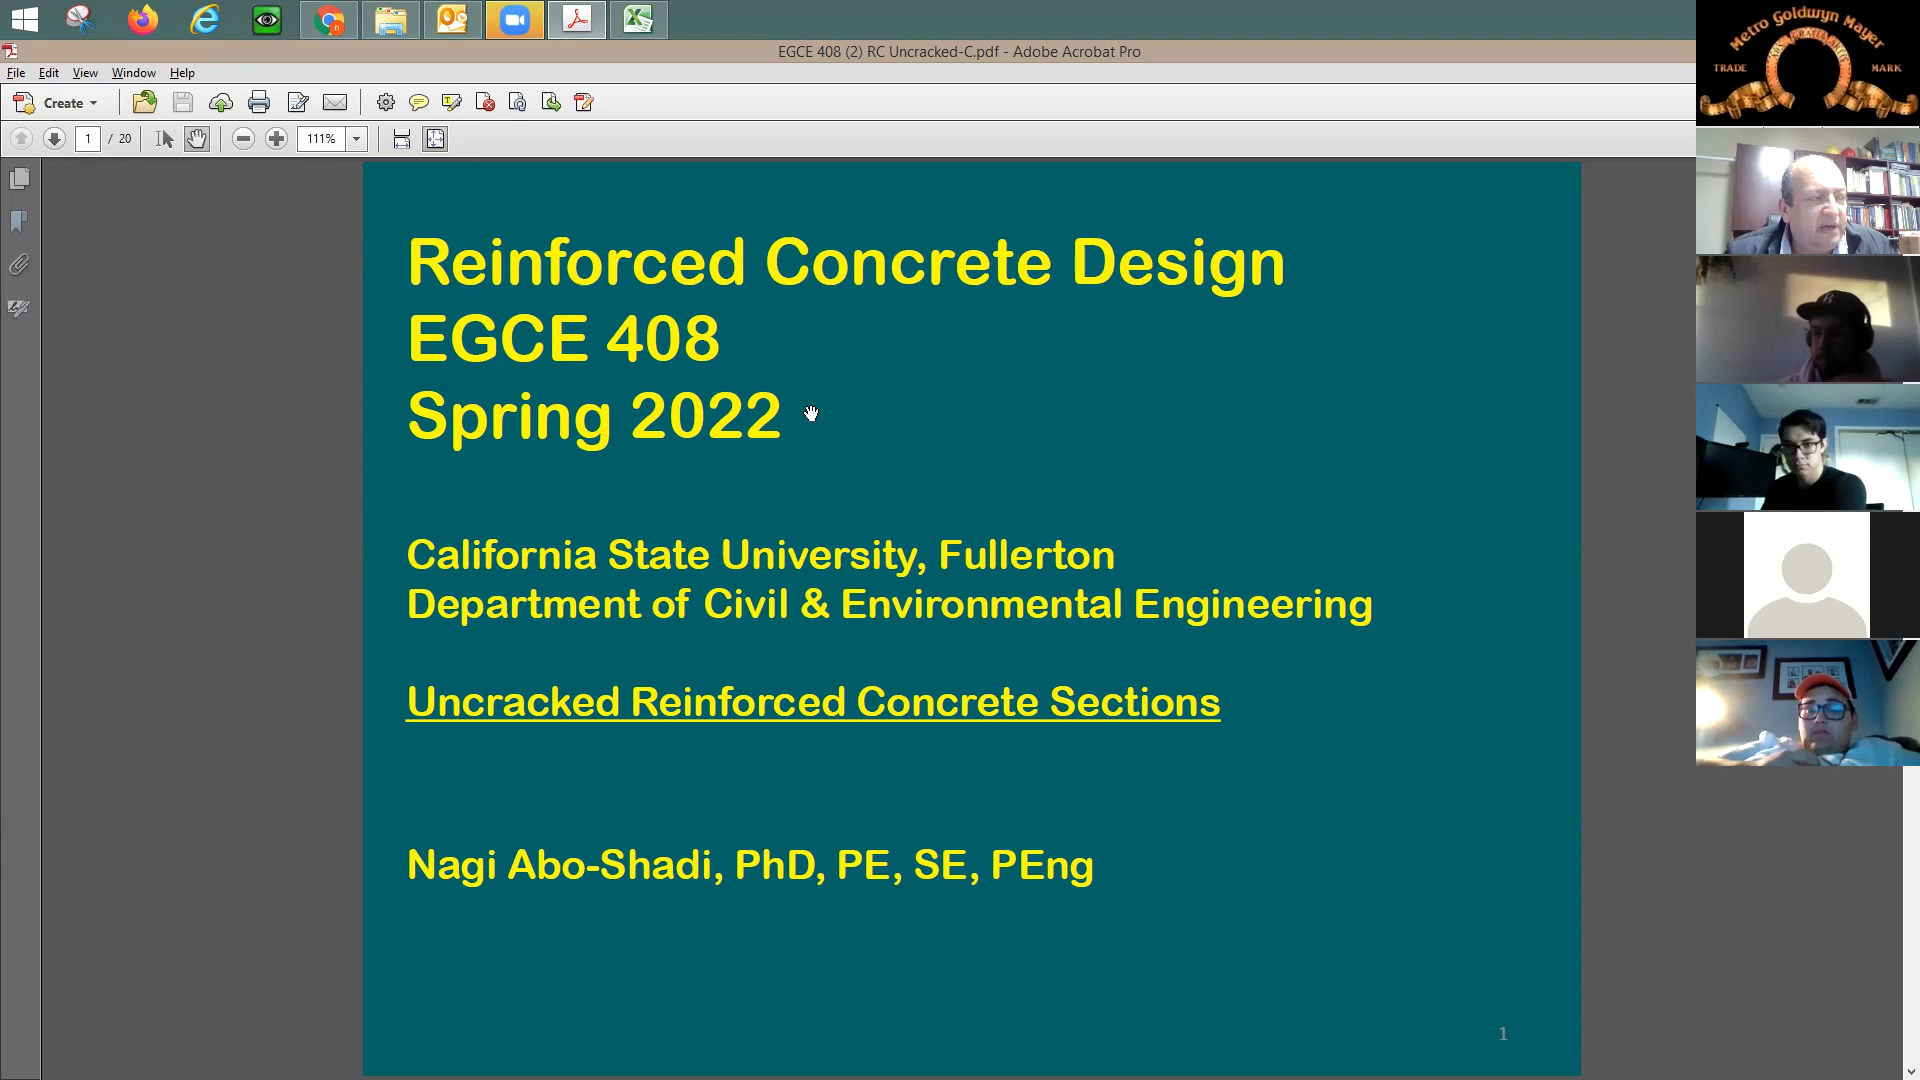 EGCE 408 (2) RC Uncracked-C.pdf - Adobe Acrobat Pro
File Edit View Window Help
Create
1 / 20 111%
Metro Goldwyn Mayer
TRADE MARK
Reinforced Concrete Design
EGCE 408
Spring 2022
California State University, Fullerton
Department of Civil & Environmental Engineering
Uncracked Reinforced Concrete Sections
Nagi Abo-Shadi, PhD, PE, SE, PEng
1